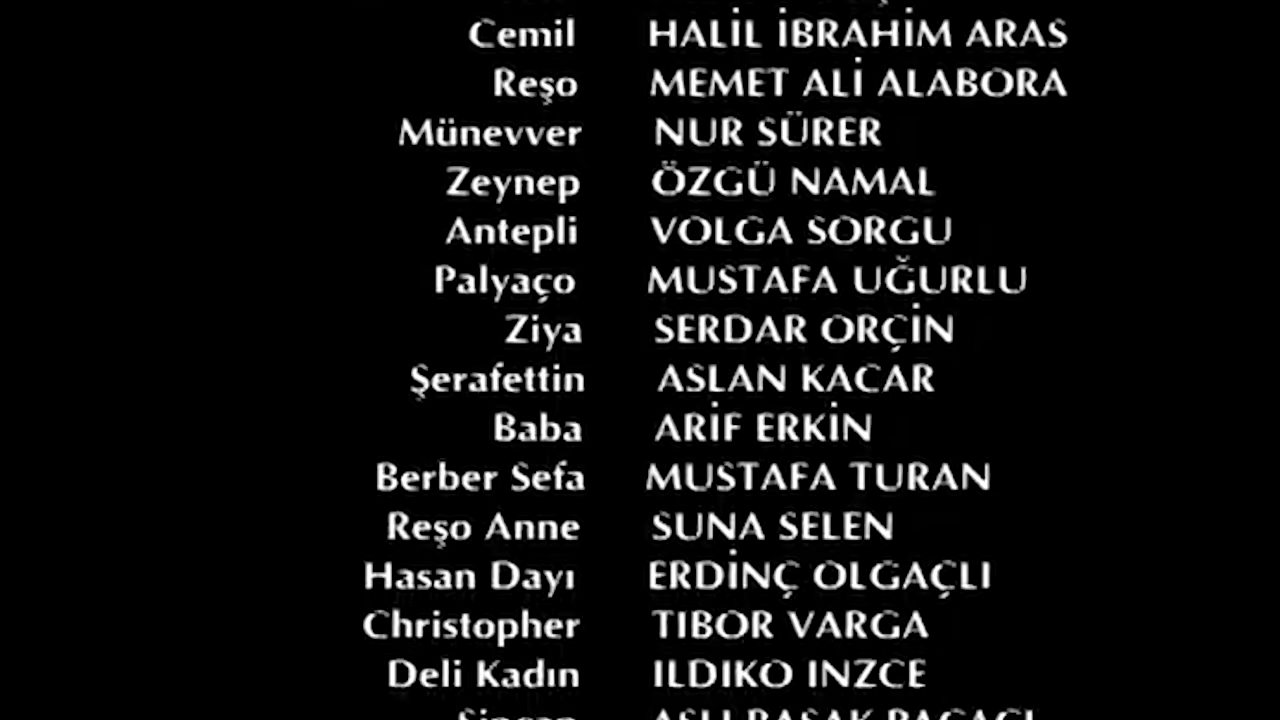 Cemil HALİL İBRAHİM ARAS
Reşo MEMET ALİ ALABORA
Münevver NUR SÜRER
Zeynep ÖZGÜ NAMAL
Antepli VOLGA SORGU
Palyaço MUSTAFA UĞURLU
Ziya SERDAR ORÇİN
Şerafettin ASLAN KACAR
Baba ARİF ERKİN
Berber Sefa MUSTAFA TURAN
Reşo Anne SUNA SELEN
Hasan Dayı ERDİNÇ OLGAÇLI
Christopher TIBOR VARGA
Deli Kadın ILDIKO INZCE